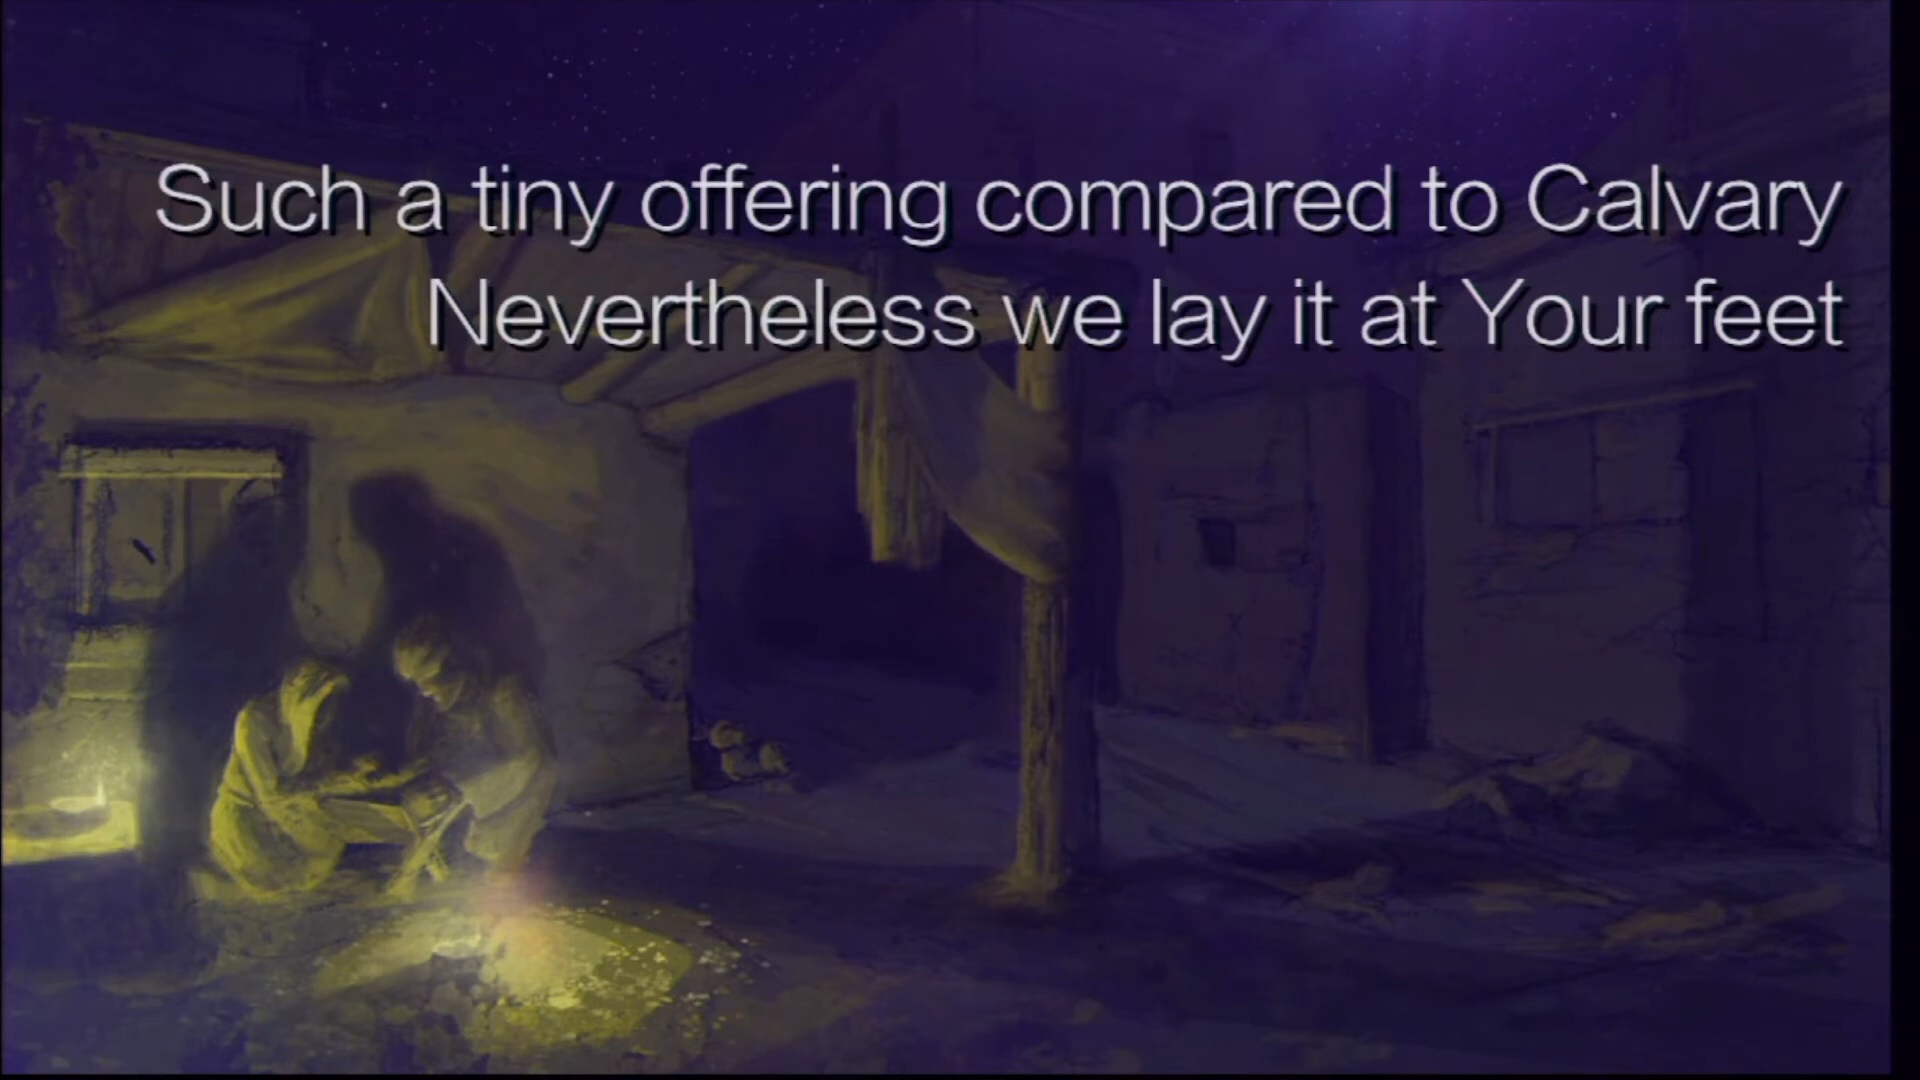 Such a tiny offering compared to Calvary
Nevertheless we lay it at Your feet